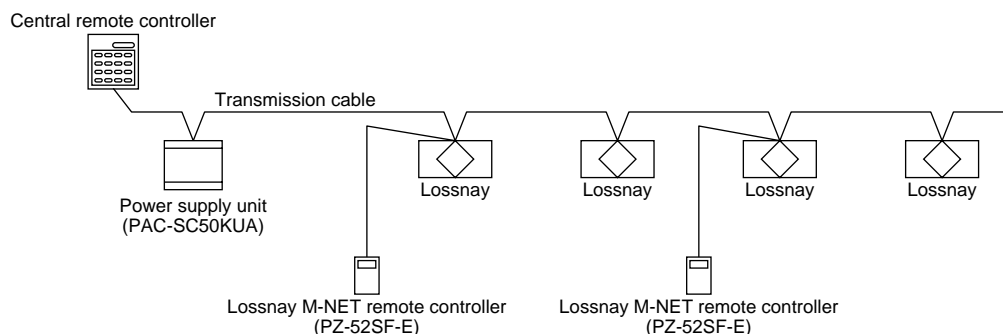 Central remote controller
Transmission cable
Lossnay
Lossnay
Lossnay
Lossnay
Power supply unit
(PAC-SC50KUA)
Lossnay M-NET remote controller
(PZ-52SF-E)
Lossnay M-NET remote controller
(PZ-52SF-E)